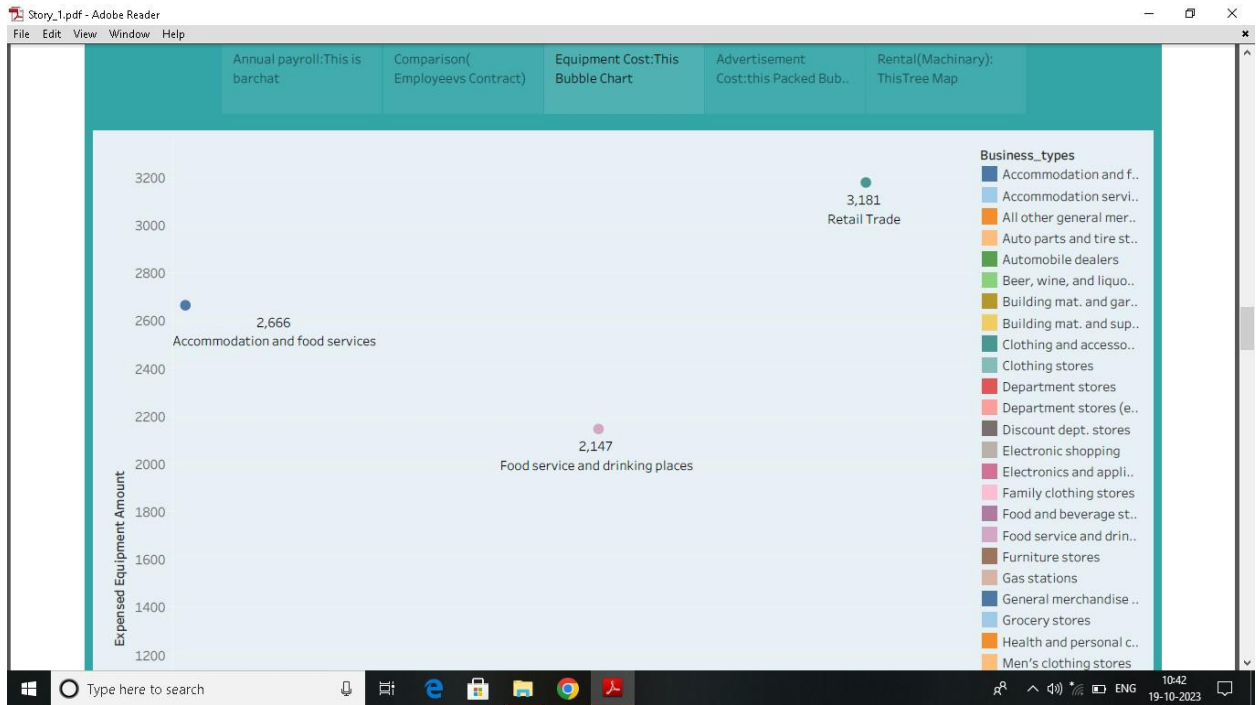 Story_1.pdf - Adobe Reader
File Edit View Window Help
Annual payroll:This is
barchat
Comparison(
Employeevs Contract)
Equipment Cost:This
Bubble Chart
Advertisement
Cost:this Packed Bub..
Rental(Machinary):
ThisTree Map
3200
3000
2800
2600
2400
2200
2000
1800
1600
1400
1200
Expensed Equipment Amount
3,181
Retail Trade
2,666
Accommodation and food services
2,147
Food service and drinking places
Business_types
Accommodation and f..
Accommodation servi..
All other general mer..
Auto parts and tire st..
Automobile dealers
Beer, wine, and liquo..
Building mat. and gar..
Building mat. and sup..
Clothing and accesso..
Clothing stores
Department stores
Department stores (e..
Discount dept. stores
Electronic shopping
Electronics and appli..
Family clothing stores
Food and beverage st..
Food service and drin..
Furniture stores
Gas stations
General merchandise ..
Grocery stores
Health and personal c..
Men's clothing stores
Type here to search
ENG
10:42
19-10-2023